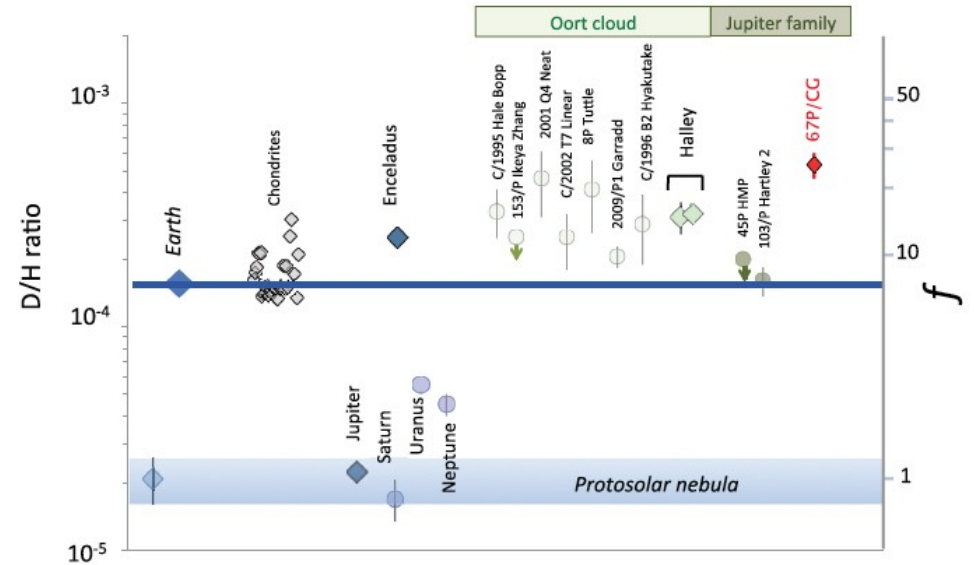 Oort cloud
Jupiter family
D/H ratio
10-3
10-4
10-5
Earth
Chondrites
Enceladus
C/1995 Hale Bopp
153/P Ikeya Zhang
2001 Q4 Neat
C/2002 T7 Linear
8P Tuttle
2009/P1 Garradd
C/1996 B2 Hyakutake
Halley
45P HMP
103/P Hartley 2
67P/CG
Jupiter
Saturn
Uranus
Neptune
Protosolar nebula
50
10
1
f